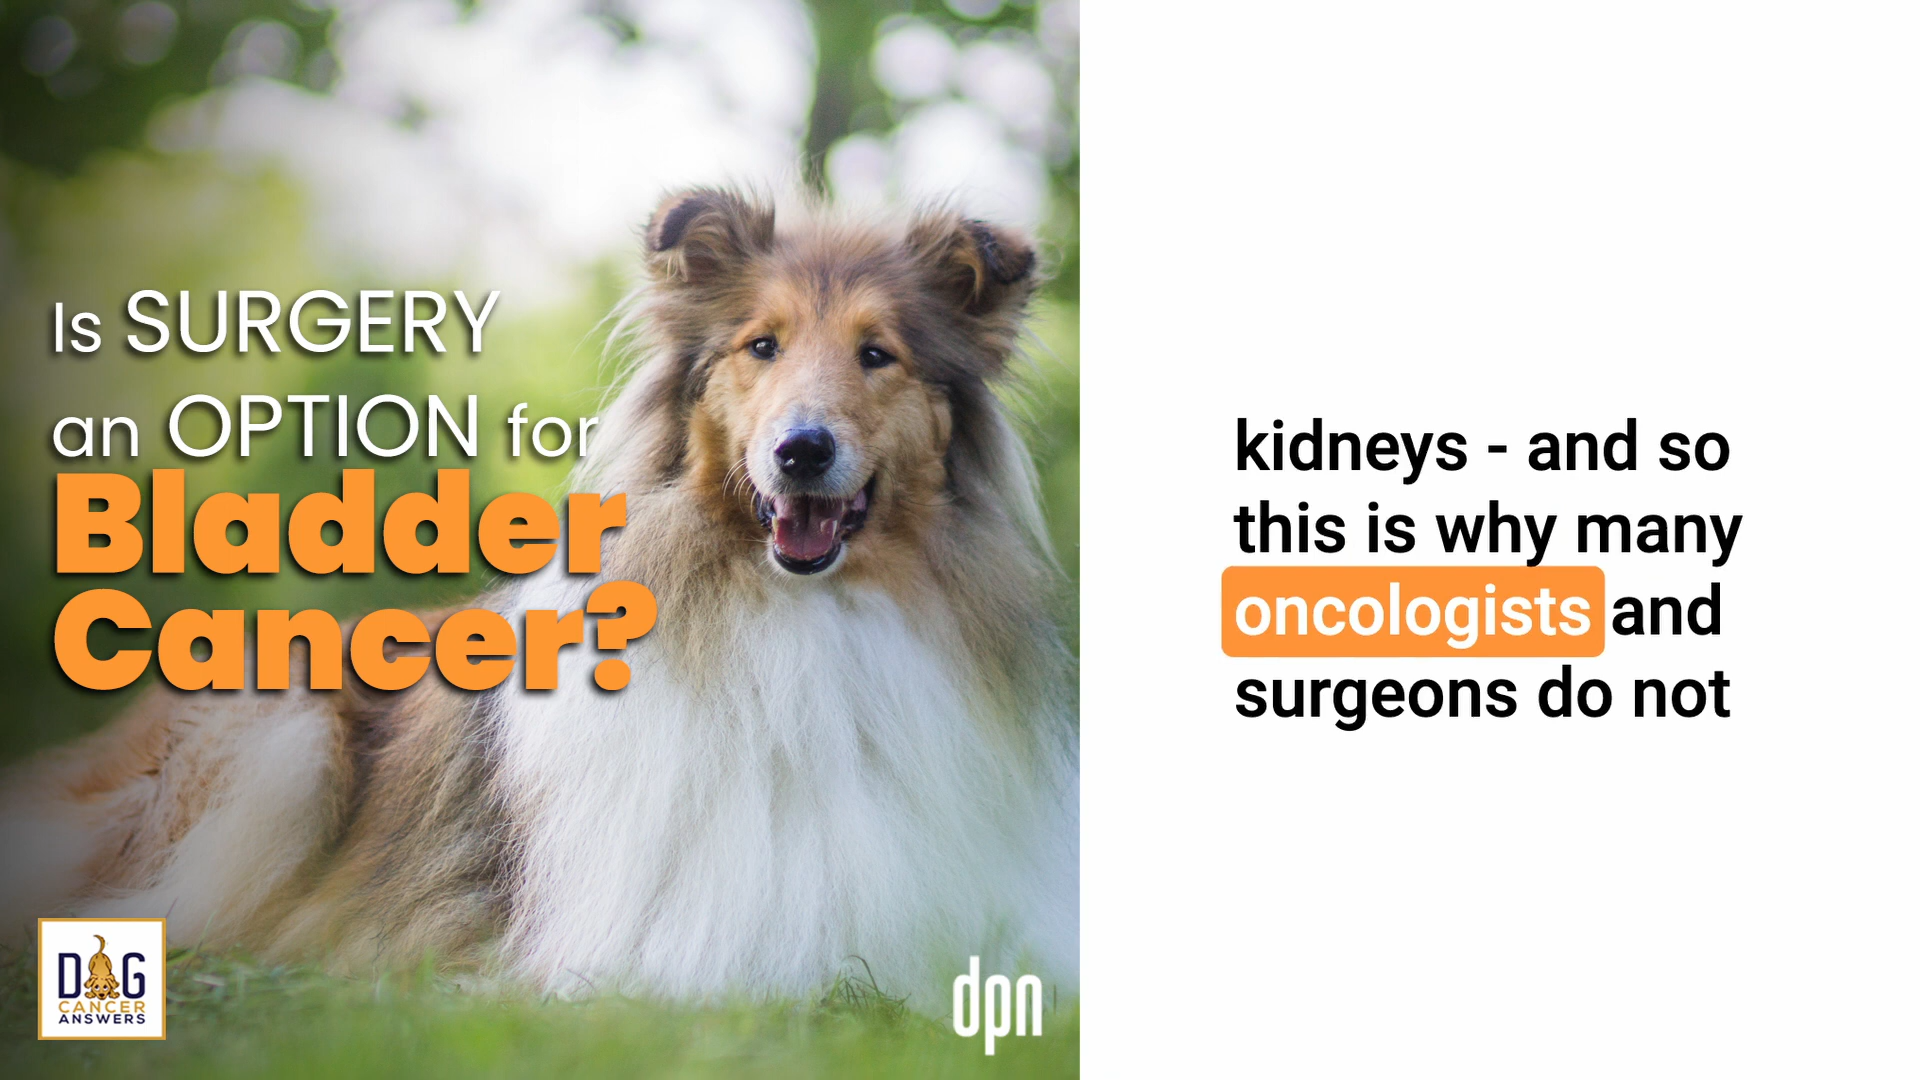 Is SURGERY
an OPTION for
Bladder
Cancer?
DOG
CANCER
ANSWERS
dpn
kidneys - and so
this is why many
oncologists and
surgeons do not